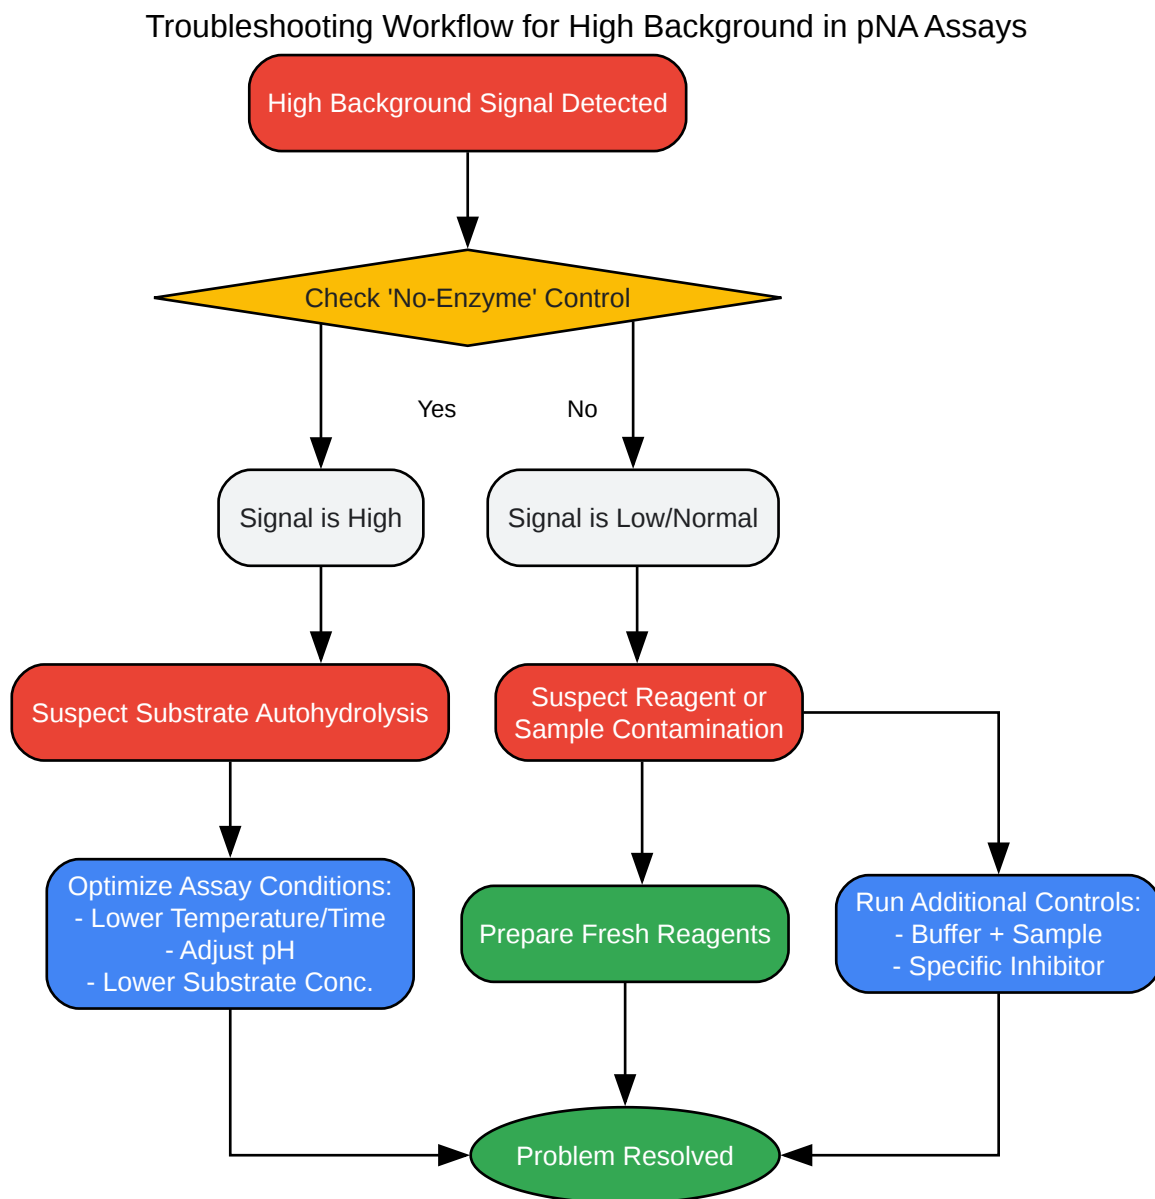 Troubleshooting Workflow for High Background in pNA Assays
High Background Signal Detected
Check 'No-Enzyme' Control
Yes
No
Signal is High
Signal is Low/Normal
Suspect Substrate Autohydrolysis
Suspect Reagent or
Sample Contamination
Optimize Assay Conditions:
- Lower Temperature/Time
- Adjust pH
- Lower Substrate Conc.
Prepare Fresh Reagents
Run Additional Controls:
- Buffer + Sample
- Specific Inhibitor
Problem Resolved